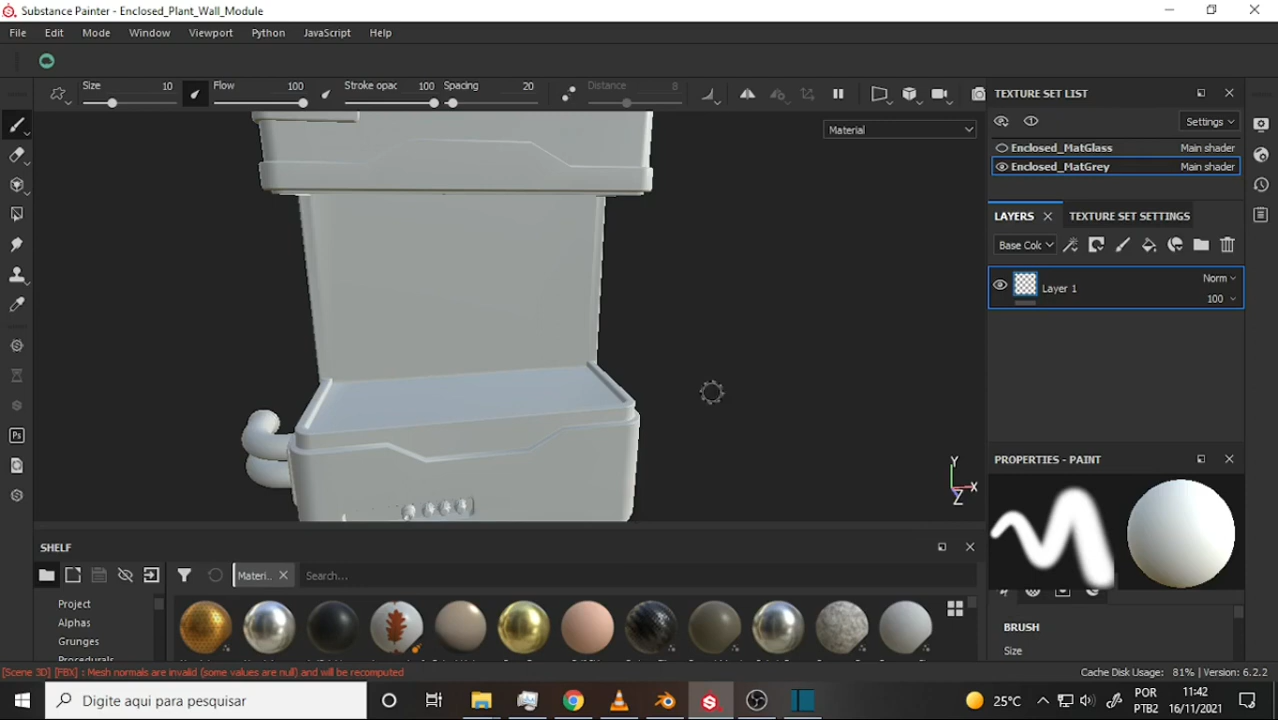 Substance Painter - Enclosed_Plant_Wall_Module
File Edit Mode Window Viewport Python JavaScript Help
Size 10 Flow 100 Stroke opac 100 Spacing 20 Distance 8
Material
TEXTURE SET LIST
Settings
Enclosed_MatGlass Main shader
Enclosed_MatGrey Main shader
LAYERS TEXTURE SET SETTINGS
Base Colc
Norm
Layer 1
100
Y
X
Z
PROPERTIES - PAINT
BRUSH
Size
SHELF
Materi.. Search...
Project
Alphas
Grunges
[Scene 3D] [FBX] : Mesh normals are invalid (some values are null) and will be recomputed
Cache Disk Usage: 81% | Version: 6.2.2
Digite aqui para pesquisar
Ps
25°C
POR
PTB2
11:42
16/11/2021